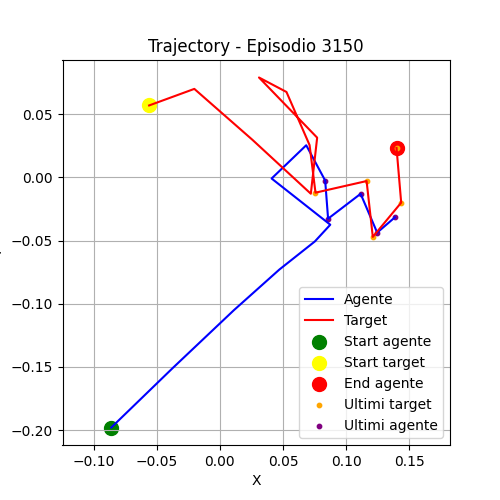 Trajectory - Episodio 3150
0.05
0.00
−0.05
−0.10
−0.15
−0.20
−0.10
−0.05
0.00
0.05
0.10
0.15
X
Agente
Target
Start agente
Start target
End agente
Ultimi target
Ultimi agente